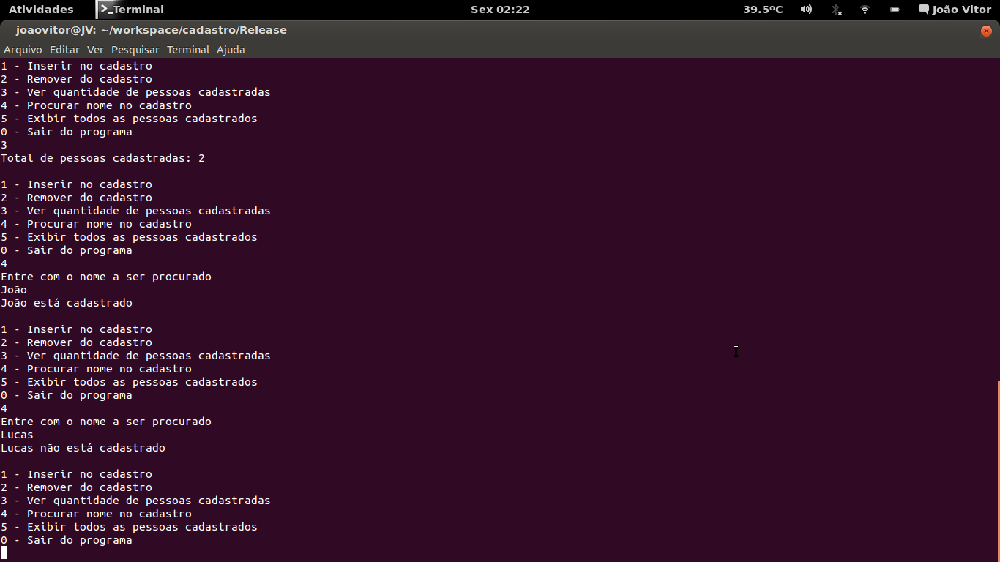 Atividades Terminal Sex 02:22 39.5ºC João Vitor
joaovitor@JV: ~/workspace/cadastro/Release
Arquivo Editar Ver Pesquisar Terminal Ajuda
1 - Inserir no cadastro
2 - Remover do cadastro
3 - Ver quantidade de pessoas cadastradas
4 - Procurar nome no cadastro
5 - Exibir todos as pessoas cadastrados
0 - Sair do programa
3
Total de pessoas cadastradas: 2
1 - Inserir no cadastro
2 - Remover do cadastro
3 - Ver quantidade de pessoas cadastradas
4 - Procurar nome no cadastro
5 - Exibir todos as pessoas cadastrados
0 - Sair do programa
4
Entre com o nome a ser procurado
João
João está cadastrado
1 - Inserir no cadastro
2 - Remover do cadastro
3 - Ver quantidade de pessoas cadastradas
4 - Procurar nome no cadastro
5 - Exibir todos as pessoas cadastrados
0 - Sair do programa
4
Entre com o nome a ser procurado
Lucas
Lucas não está cadastrado
1 - Inserir no cadastro
2 - Remover do cadastro
3 - Ver quantidade de pessoas cadastradas
4 - Procurar nome no cadastro
5 - Exibir todos as pessoas cadastrados
0 - Sair do programa